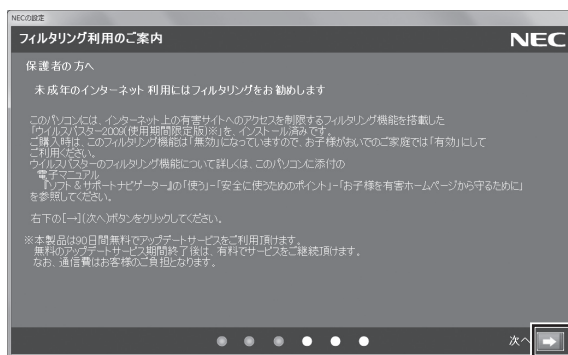 NECの設定
フィルタリング利用のご案内
NEC
保護者の方へ
未成年のインターネット利用にはフィルタリングをお勧めします
このパソコンには、インターネット上の有害サイトへのアクセスを制限するフィルタリング機能を搭載した
「ウイルスバスター2009(使用期限限定版)※」を、インストール済みです。
ご購入時は、このフィルタリング機能は「無効」になっていますので、お子様がおいでのご家庭では「有効」にして
ご利用ください。
ウイルスバスターのフィルタリング機能について詳しくは、このパソコンに添付の
電子マニュアル
『ソフト&サポートナビゲーター』の「使う」-「安全に使うためのポイント」-「お子様を有害ホームページから守るために」
を参照してください。
右下の[→](次へ)ボタンをクリックしてください。
※本製品は90日間無料でアップデートサービスをご利用頂けます。
無料のアップデートサービス期間終了後は、有料でサービスをご継続頂けます。
なお、通信費はお客様のご負担となります。
次へ